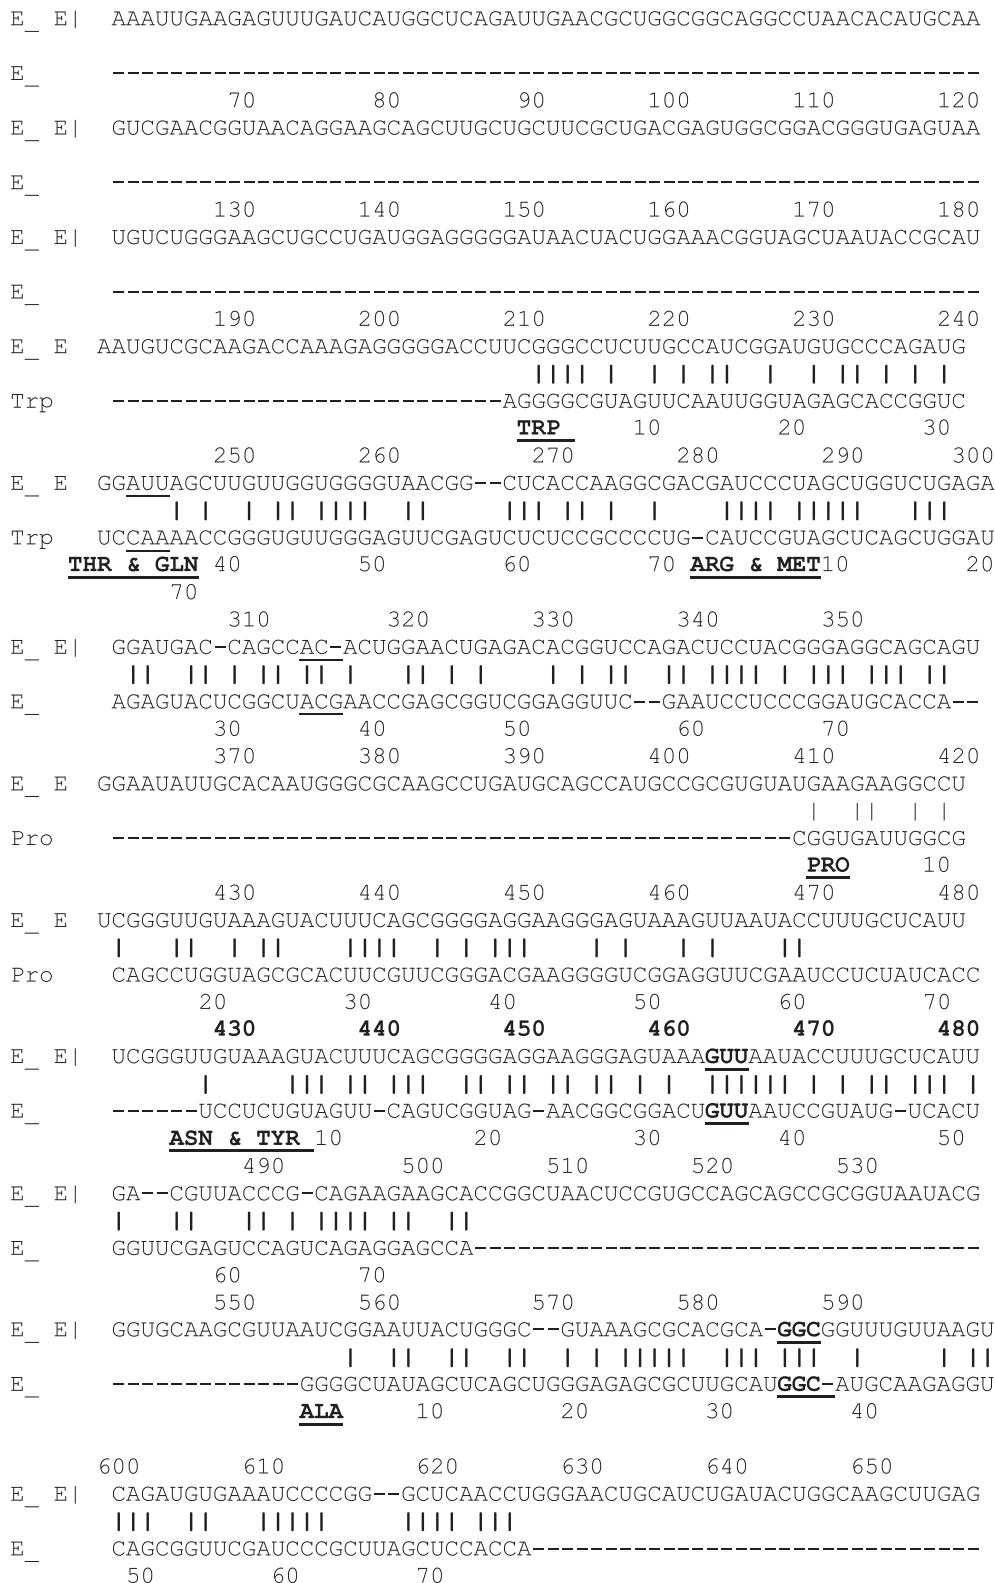 E_ E| AAAUUGAAGAGUUUGAUCAUGGCUCAGAUUGAACGCUGGCGGCAGGCCUAACACAUGCAA
E_ ------------------------------------------------------------
70 80 90 100 110 120
E_ E| GUCGAACGGUAACAGGAAGCAGCUUGCUGCUUCGCUGACGAGUGGCGGACGGGUGAGUAA
E_ ------------------------------------------------------------
130 140 150 160 170 180
E_ E| UGUCUGGGAAGCUGCCUGAUGGAGGGGGAUAACUACUGGAAACGGUAGCUAAUACCGCAU
E_ ------------------------------------------------------------
190 200 210 220 230 240
E_ E AAUGUCGCAAGACCAAAGAGGGGGACCUUCGGGCCUCUUGCCAUCGGAUGUGCCCAGAUG
Trp ---------------------------AGGGGCGUAGUUCAAUUGGUAGAGCACCGGUC
TRP 10 20 30
250 260 270 280 290 300
E_ E GGAUUAGCUUGUUGGUGGGGUAACGG--CUCACCAAGGCGACGAUCCCUAGCUGGUCUGAGA
Trp UCCAAAACCGGGUGUUGGGAGUUCGAGUCUCUCCGCCCCUG-CAUCCGUAGCUCAGCUGGAU
THR & GLN 40 50 60 70 ARG & MET 10 20
70
310 320 330 340 350
E_ E| GGAUGAC-CAGCCAC-ACUGGAACUGAGACACGGUCCAGACUCCUACGGGAGGCAGCAGU
E_ AGAGUACUCGGCUACGAACCGAGCGGUCGGAGGUUC--GAAUCCUCCCGGAUGCACCA--
30 40 50 60 70
370 380 390 400 410 420
E_ E GGAAUAUUGCACAAUGGGCGCAAGCCUGAUGCAGCCAUGCCGCGUGUAUGAAGAAGGCCU
Pro -----------------------------------------------CGGUGAUUGGCG
PRO 10
430 440 450 460 470 480
E_ E UCGGGUUGUAAAGUACUUUCAGCGGGGAGGAAGGGAGUAAAGUUAAUACCUUUGCUCAUU
Pro CAGCCUGGUAGCGCACUUCGUUCGGGACGAAGGGGUCGGAGGUUCGAAUCCUCUAUCACC
20 30 40 50 60 70
430 440 450 460 470 480
E_ E| UCGGGUUGUAAAGUACUUUCAGCGGGGAGGAAGGGAGUAAAGUUAAUACCUUUGCUCAUU
E_ ------UCCUCUGUAGUU-CAGUCGGUAG-AACGGCGGACUGUUAAUCCGUAUG-UCACU
ASN & TYR 10 20 30 40 50
490 500 510 520 530
E_ E| GA--CGUUACCCG-CAGAAGAAGCACCGGCUAACUCCGUGCCAGCAGCCGCGGUAAUACG
E_ GGUUCGAGUCCAGUCAGAGGAGCCA-----------------------------------
60 70
550 560 570 580 590
E_ E| GGUGCAAGCGUUAAUCGGAAUUACUGGGC--GUAAAGCGCACGCA-GGCGGUUUGUUAAGU
E_ -------------GGGGCUAUAGCUCAGCUGGGAGAGCGCUUGCAUGGC-AUGCAAGAGGU
ALA 10 20 30 40
600 610 620 630 640 650
E_ E| CAGAUGUGAAAUCCCCGG--GCUCAACCUGGGAACUGCAUCUGAUACUGGCAAGCUUGAG
E_ CAGCGGUUCGAUCCCGCUUAGCUCCACCA-------------------------------
50 60 70